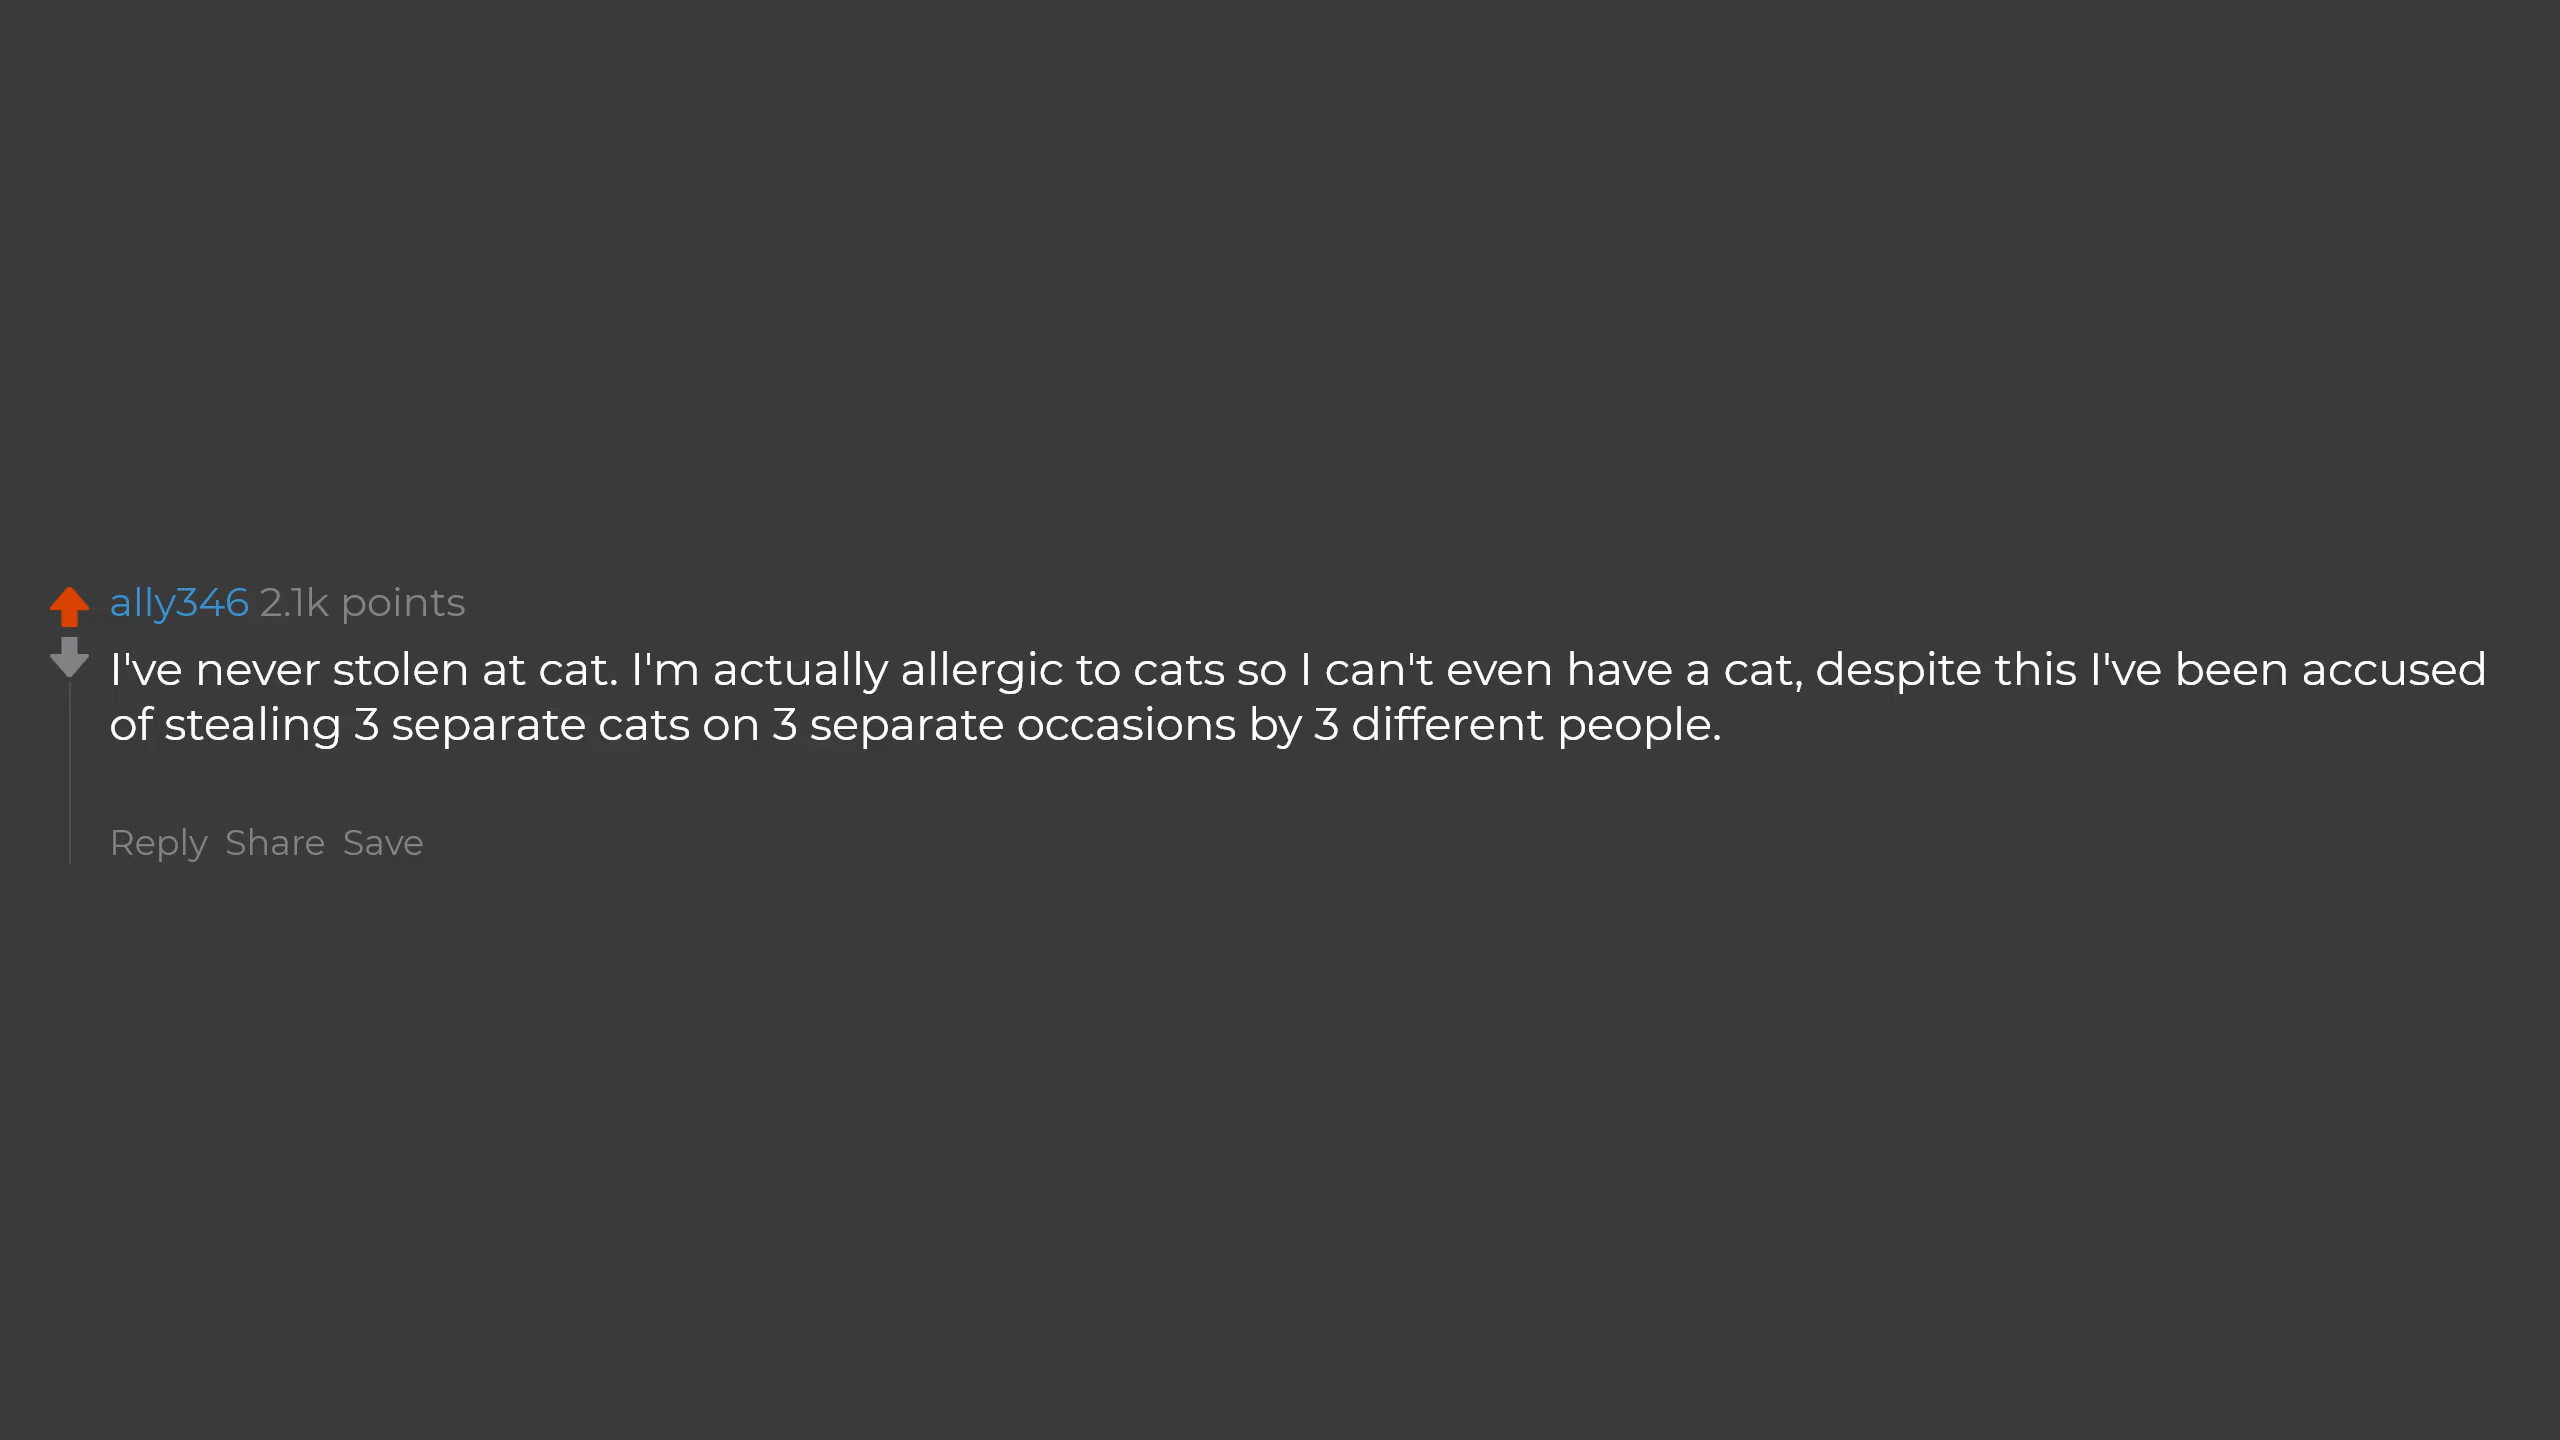 ally346 2.1k points
I've never stolen at cat. I'm actually allergic to cats so I can't even have a cat, despite this I've been accused
of stealing 3 separate cats on 3 separate occasions by 3 different people.
Reply Share Save